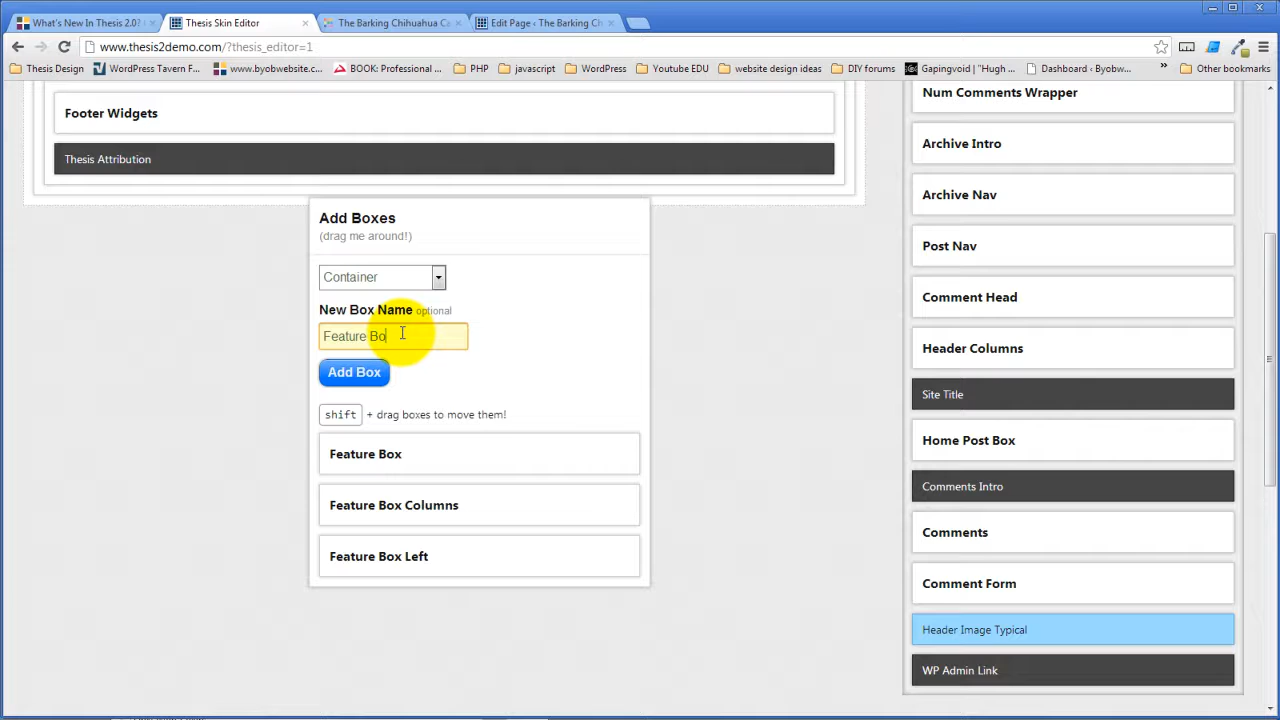 What's New In Thesis 2.0?
Thesis Skin Editor
The Barking Chihuahua Ca
Edit Page ‹ The Barking Ch
www.thesis2demo.com/?thesis_editor=1
Thesis Design
WordPress Tavern F...
www.byobwebsite.c...
BOOK: Professional ...
PHP
javascript
WordPress
Youtube EDU
website design ideas
DIY forums
Gapingvoid | "Hugh ...
Dashboard ‹ Byobw...
Other bookmarks
Footer Widgets
Thesis Attribution
Add Boxes
(drag me around!)
Container
New Box Name optional
Feature Bo
Add Box
shift + drag boxes to move them!
Feature Box
Feature Box Columns
Feature Box Left
Num Comments Wrapper
Archive Intro
Archive Nav
Post Nav
Comment Head
Header Columns
Site Title
Home Post Box
Comments Intro
Comments
Comment Form
Header Image Typical
WP Admin Link